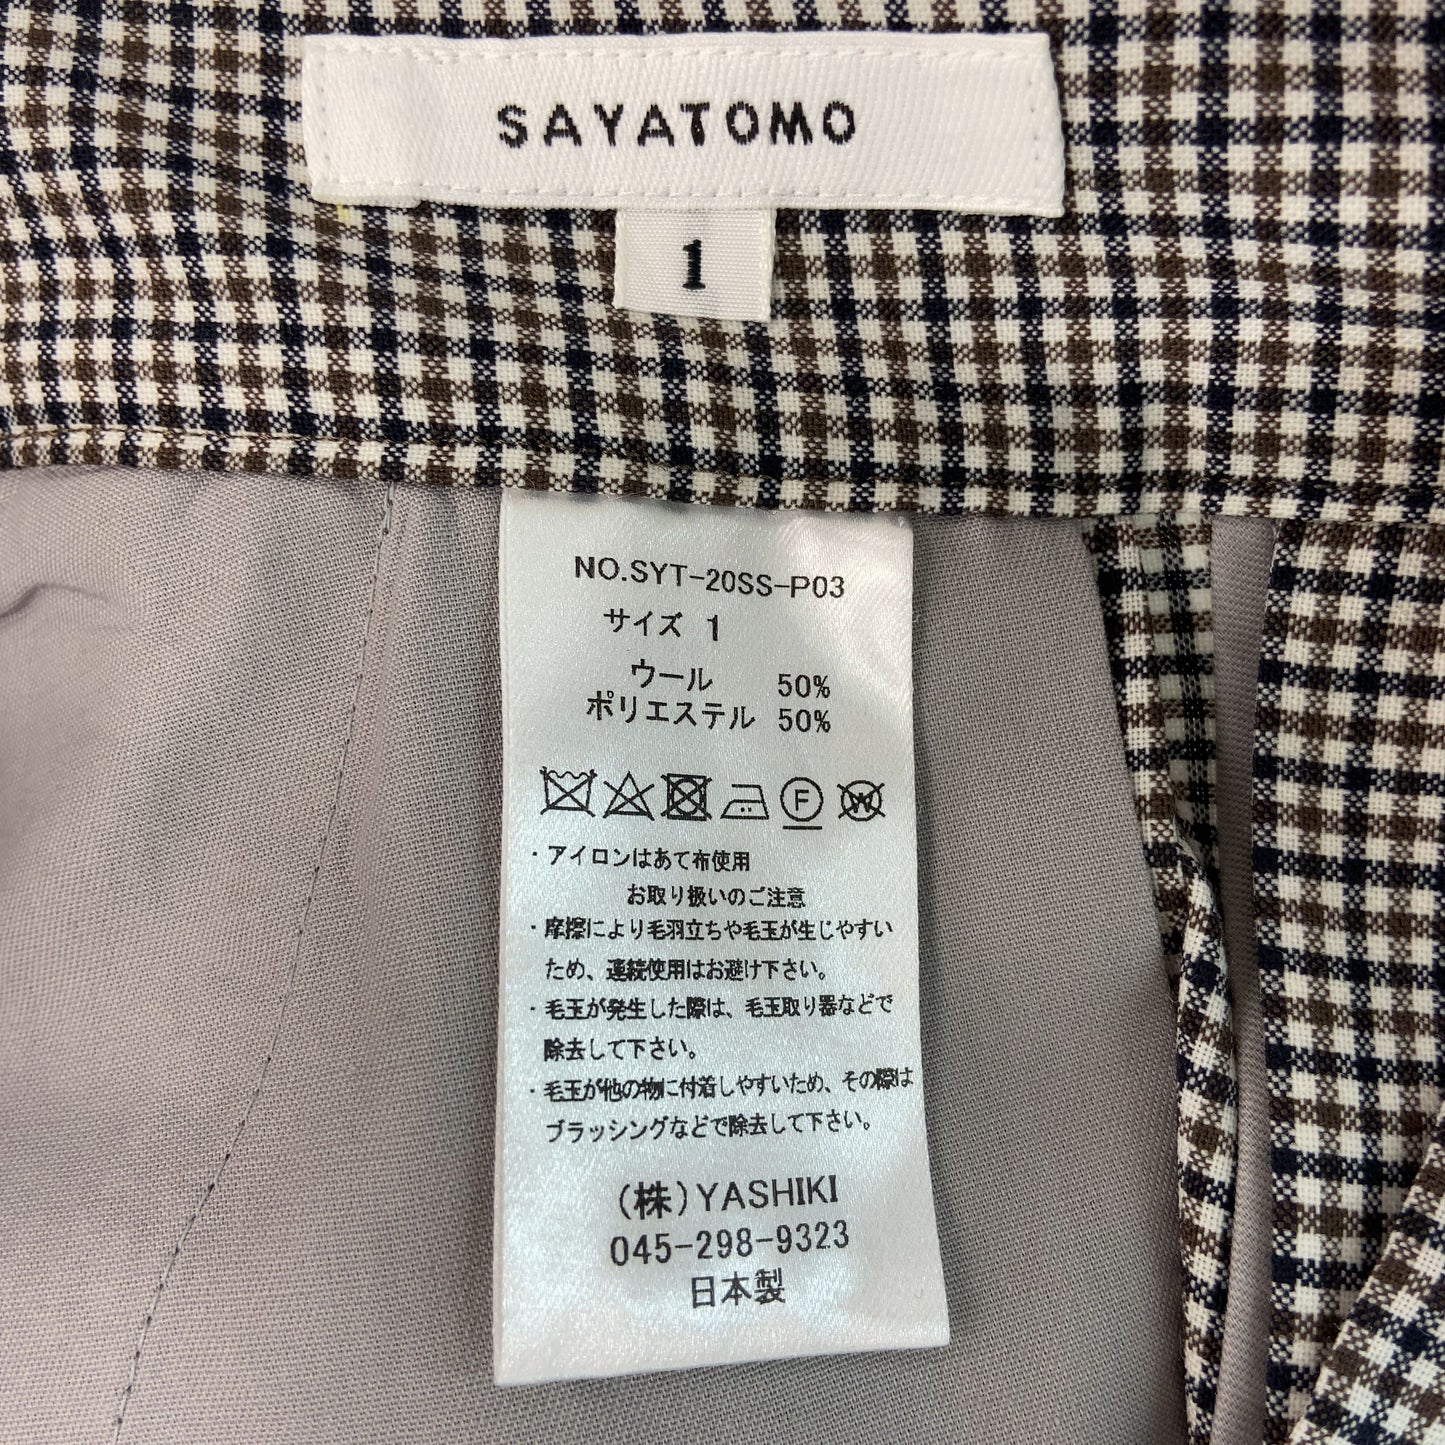 SAYATOMO
1
NO.SYT-20SS-P03
サイズ 1
ウール 50%
ポリエステル 50%
F
W
・アイロンはあて布使用
お取り扱いのご注意
・摩擦により毛羽立ちや毛玉が生じやすい
ため、連続使用はお避け下さい。
・毛玉が発生した際は、毛玉取り器などで
除去して下さい。
・毛玉が他の物に付着しやすいため、その際は
ブラッシングなどで除去して下さい。
(株)YASHIKI
045-298-9323
日本製